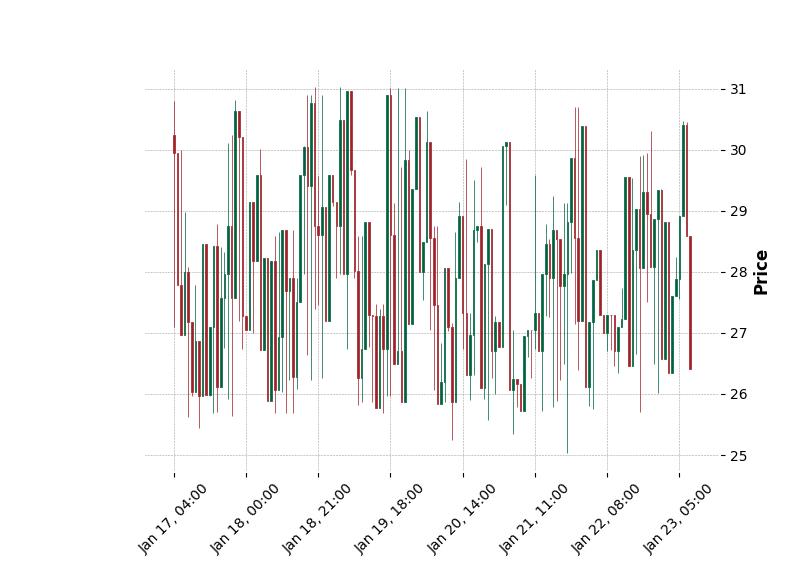 31
30
29
28
27
26
25
Price
Jan 17, 04:00
Jan 18, 00:00
Jan 18, 21:00
Jan 19, 18:00
Jan 20, 14:00
Jan 21, 11:00
Jan 22, 08:00
Jan 23, 05:00